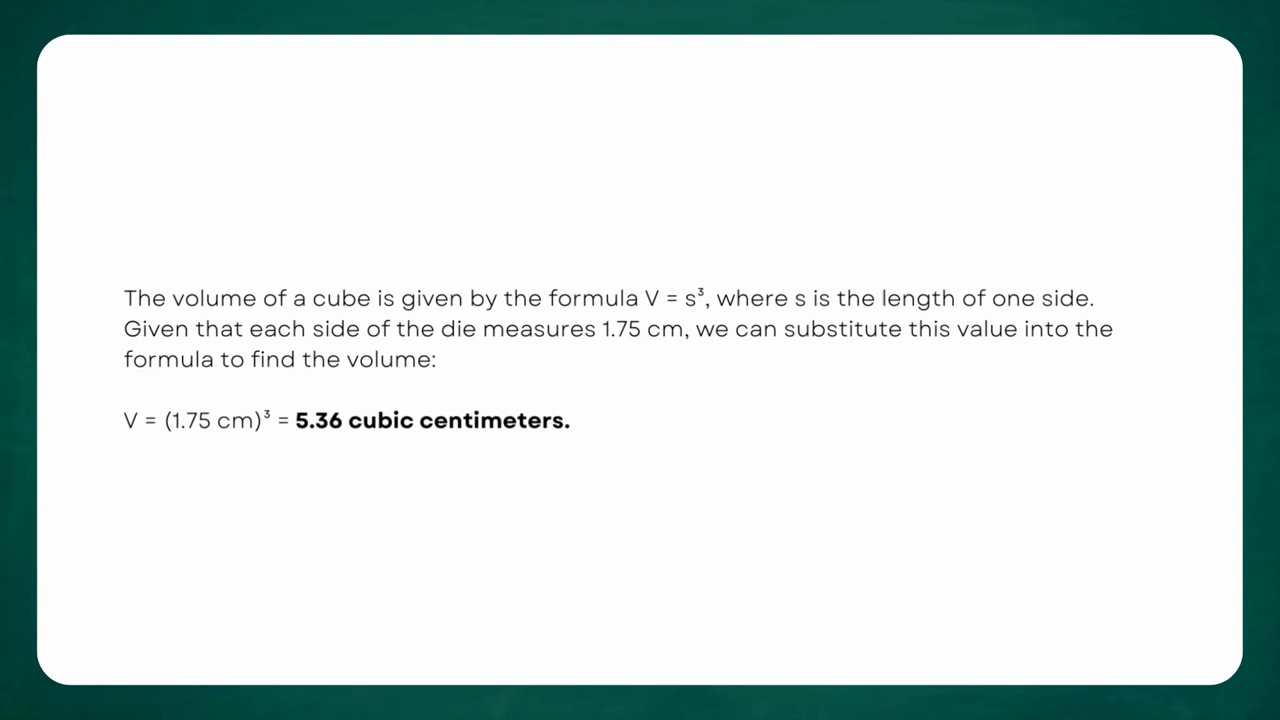 The volume of a cube is given by the formula V = s³, where s is the length of one side.
Given that each side of the die measures 1.75 cm, we can substitute this value into the
formula to find the volume:
V = (1.75 cm)³ = 5.36 cubic centimeters.